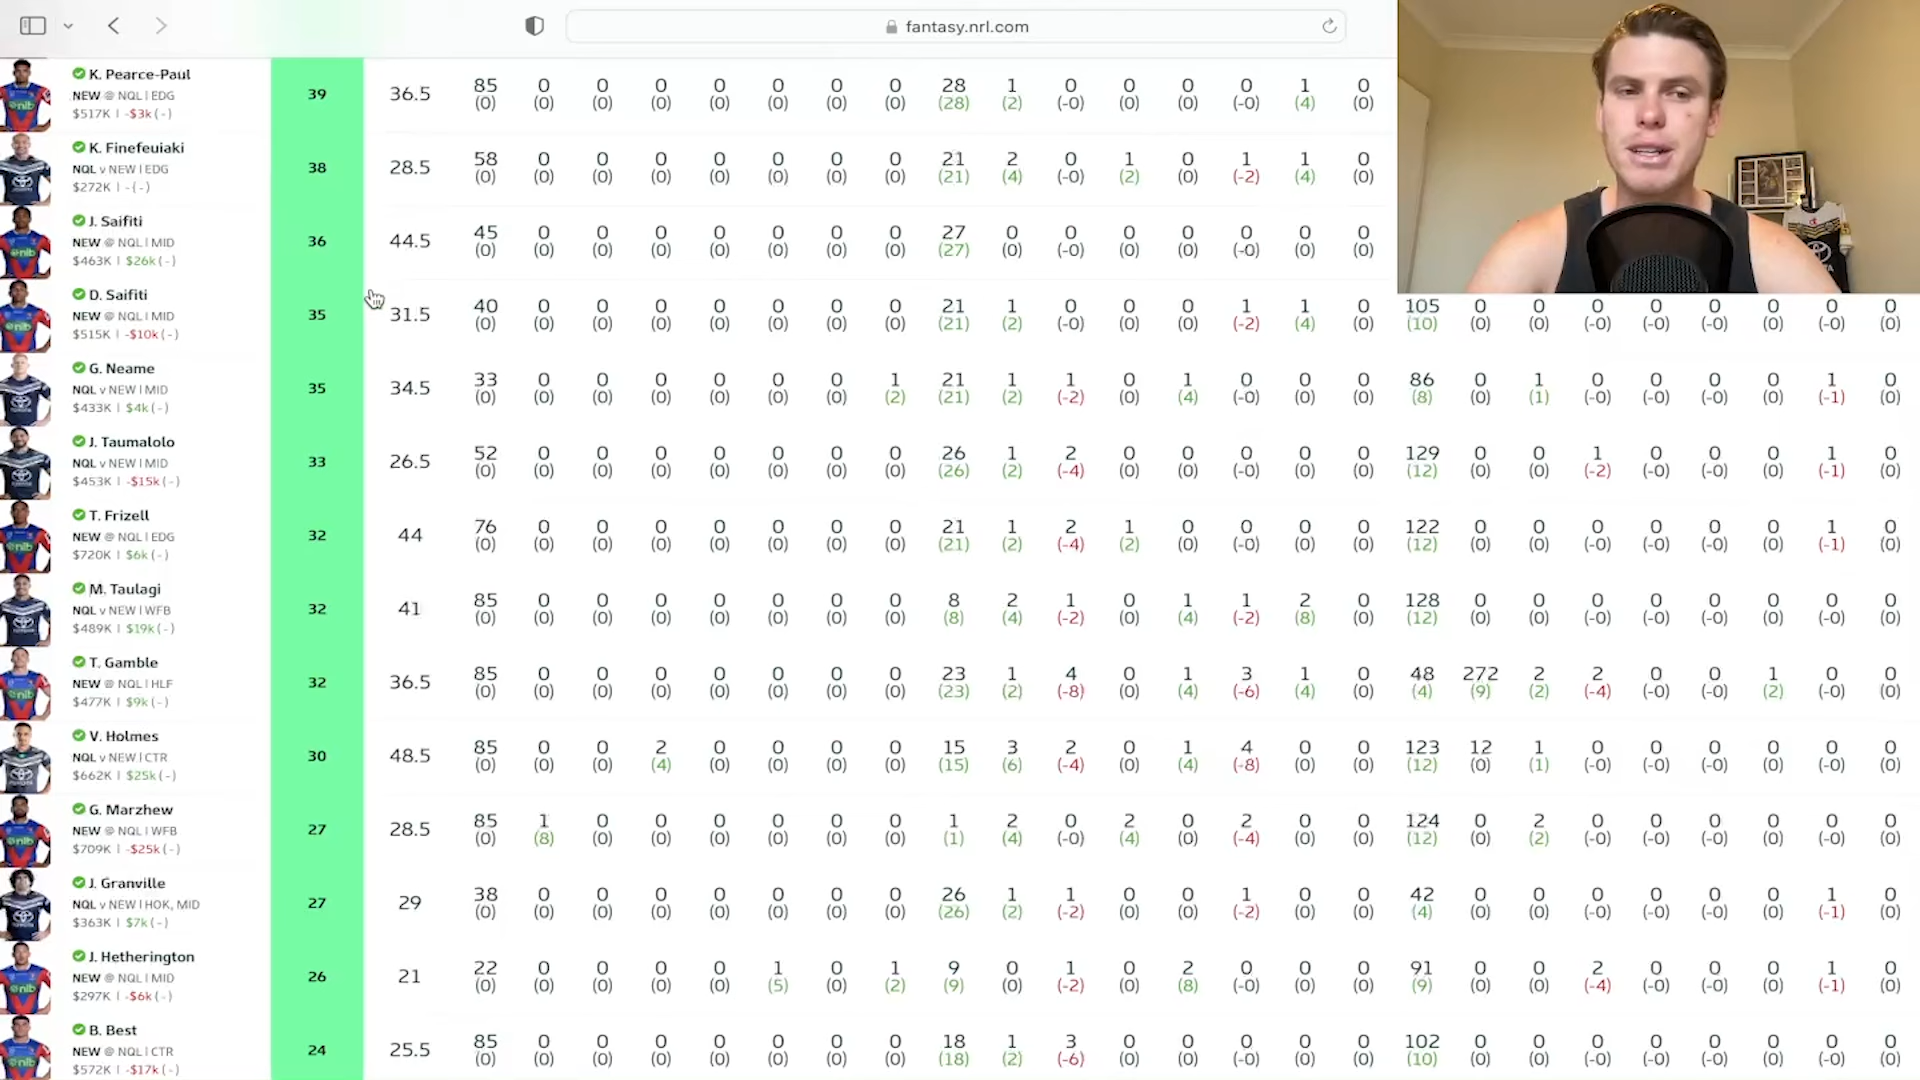 fantasy.nrl.com
K. Pearce-Paul
NEW @ NQL | EDG
$517K | -$3k (-)
39 36.5 85 0 0 0 0 0 0 0 28 1 0 0 0 0 1 0
(0) (0) (0) (0) (0) (0) (0) (0) (28) (2) (-0) (0) (0) (-0) (4) (0)
K. Finefeuiaki
NQL v NEW | EDG
$272K | - (-)
38 28.5 58 0 0 0 0 0 0 0 21 2 0 1 0 1 1 0
(0) (0) (0) (0) (0) (0) (0) (0) (21) (4) (-0) (2) (0) (-2) (4) (0)
J. Saifiti
NEW @ NQL | MID
$463K | $26k (-)
36 44.5 45 0 0 0 0 0 0 0 27 0 0 0 0 0 0 0
(0) (0) (0) (0) (0) (0) (0) (0) (27) (0) (-0) (0) (0) (-0) (0) (0)
D. Saifiti
NEW @ NQL | MID
$515K | -$10k (-)
35 31.5 40 0 0 0 0 0 0 0 21 1 0 0 0 1 1 0 105 0 0 0 0 0 0 0 0
(0) (0) (0) (0) (0) (0) (0) (0) (21) (2) (-0) (0) (0) (-2) (4) (0) (10) (0) (0) (-0) (-0) (-0) (0) (-0) (0)
G. Neame
NQL v NEW | MID
$433K | $4k (-)
35 34.5 33 0 0 0 0 0 0 1 21 1 1 0 1 0 0 0 86 0 1 0 0 0 0 1 0
(0) (0) (0) (0) (0) (0) (0) (2) (21) (2) (-2) (0) (4) (-0) (0) (0) (8) (0) (1) (-0) (-0) (-0) (0) (-1) (0)
J. Taumalolo
NQL v NEW | MID
$453K | -$15k (-)
33 26.5 52 0 0 0 0 0 0 0 26 1 2 0 0 0 0 0 129 0 0 1 0 0 0 1 0
(0) (0) (0) (0) (0) (0) (0) (0) (26) (2) (-4) (0) (0) (-0) (0) (0) (12) (0) (0) (-2) (-0) (-0) (0) (-1) (0)
T. Frizell
NEW @ NQL | EDG
$720K | $6k (-)
32 44 76 0 0 0 0 0 0 0 21 1 2 1 0 0 0 0 122 0 0 0 0 0 0 1 0
(0) (0) (0) (0) (0) (0) (0) (0) (21) (2) (-4) (2) (0) (-0) (0) (0) (12) (0) (0) (-0) (-0) (-0) (0) (-1) (0)
M. Taulagi
NQL v NEW | WFB
$489K | $19k (-)
32 41 85 0 0 0 0 0 0 0 8 2 1 0 1 1 2 0 128 0 0 0 0 0 0 0 0
(0) (0) (0) (0) (0) (0) (0) (0) (8) (4) (-2) (0) (4) (-2) (8) (0) (12) (0) (0) (-0) (-0) (-0) (0) (-0) (0)
T. Gamble
NEW @ NQL | HLF
$477K | $9k (-)
32 36.5 85 0 0 0 0 0 0 0 23 1 4 0 1 3 1 0 48 272 2 2 0 0 1 0 0
(0) (0) (0) (0) (0) (0) (0) (0) (23) (2) (-8) (0) (4) (-6) (4) (0) (4) (9) (2) (-4) (-0) (-0) (2) (-0) (0)
V. Holmes
NQL v NEW | CTR
$662K | $25k (-)
30 48.5 85 0 0 2 0 0 0 0 15 3 2 0 1 4 0 0 123 12 1 0 0 0 0 0 0
(0) (0) (0) (4) (0) (0) (0) (0) (15) (6) (-4) (0) (4) (-8) (0) (0) (12) (0) (1) (-0) (-0) (-0) (0) (-0) (0)
G. Marzhew
NEW @ NQL | WFB
$709K | -$25k (-)
27 28.5 85 1 0 0 0 0 0 0 1 2 0 2 0 2 0 0 124 0 2 0 0 0 0 0 0
(0) (8) (0) (0) (0) (0) (0) (0) (1) (4) (-0) (4) (0) (-4) (0) (0) (12) (0) (2) (-0) (-0) (-0) (0) (-0) (0)
J. Granville
NQL v NEW | HOK, MID
$363K | $7k (-)
27 29 38 0 0 0 0 0 0 0 26 1 1 0 0 1 0 0 42 0 0 0 0 0 0 1 0
(0) (0) (0) (0) (0) (0) (0) (0) (26) (2) (-2) (0) (0) (-2) (0) (0) (4) (0) (0) (-0) (-0) (-0) (0) (-1) (0)
J. Hetherington
NEW @ NQL | MID
$297K | -$6k (-)
26 21 22 0 0 0 0 1 0 1 9 0 1 0 2 0 0 0 91 0 0 2 0 0 0 1 0
(0) (0) (0) (0) (0) (5) (0) (2) (9) (0) (-2) (0) (8) (-0) (0) (0) (9) (0) (0) (-4) (-0) (-0) (0) (-1) (0)
B. Best
NEW @ NQL | CTR
$572K | -$17k (-)
24 25.5 85 0 0 0 0 0 0 0 18 1 3 0 0 0 0 0 102 0 0 0 0 0 0 0 0
(0) (0) (0) (0) (0) (0) (0) (0) (18) (2) (-6) (0) (0) (-0) (0) (0) (10) (0) (0) (-0) (-0) (-0) (0) (-0) (0)